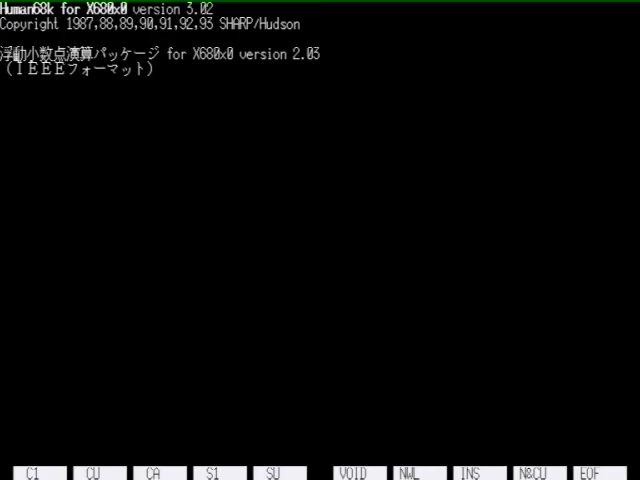 Human68k for X680x0 version 3.02
Copyright 1987,88,89,90,91,92,93 SHARP/Hudson
浮動小数点演算パッケージ for X680x0 version 2.03
（ＩＥＥＥフォーマット）
C1 CU CA S1 SU VOID NWL INS N&CU EOF